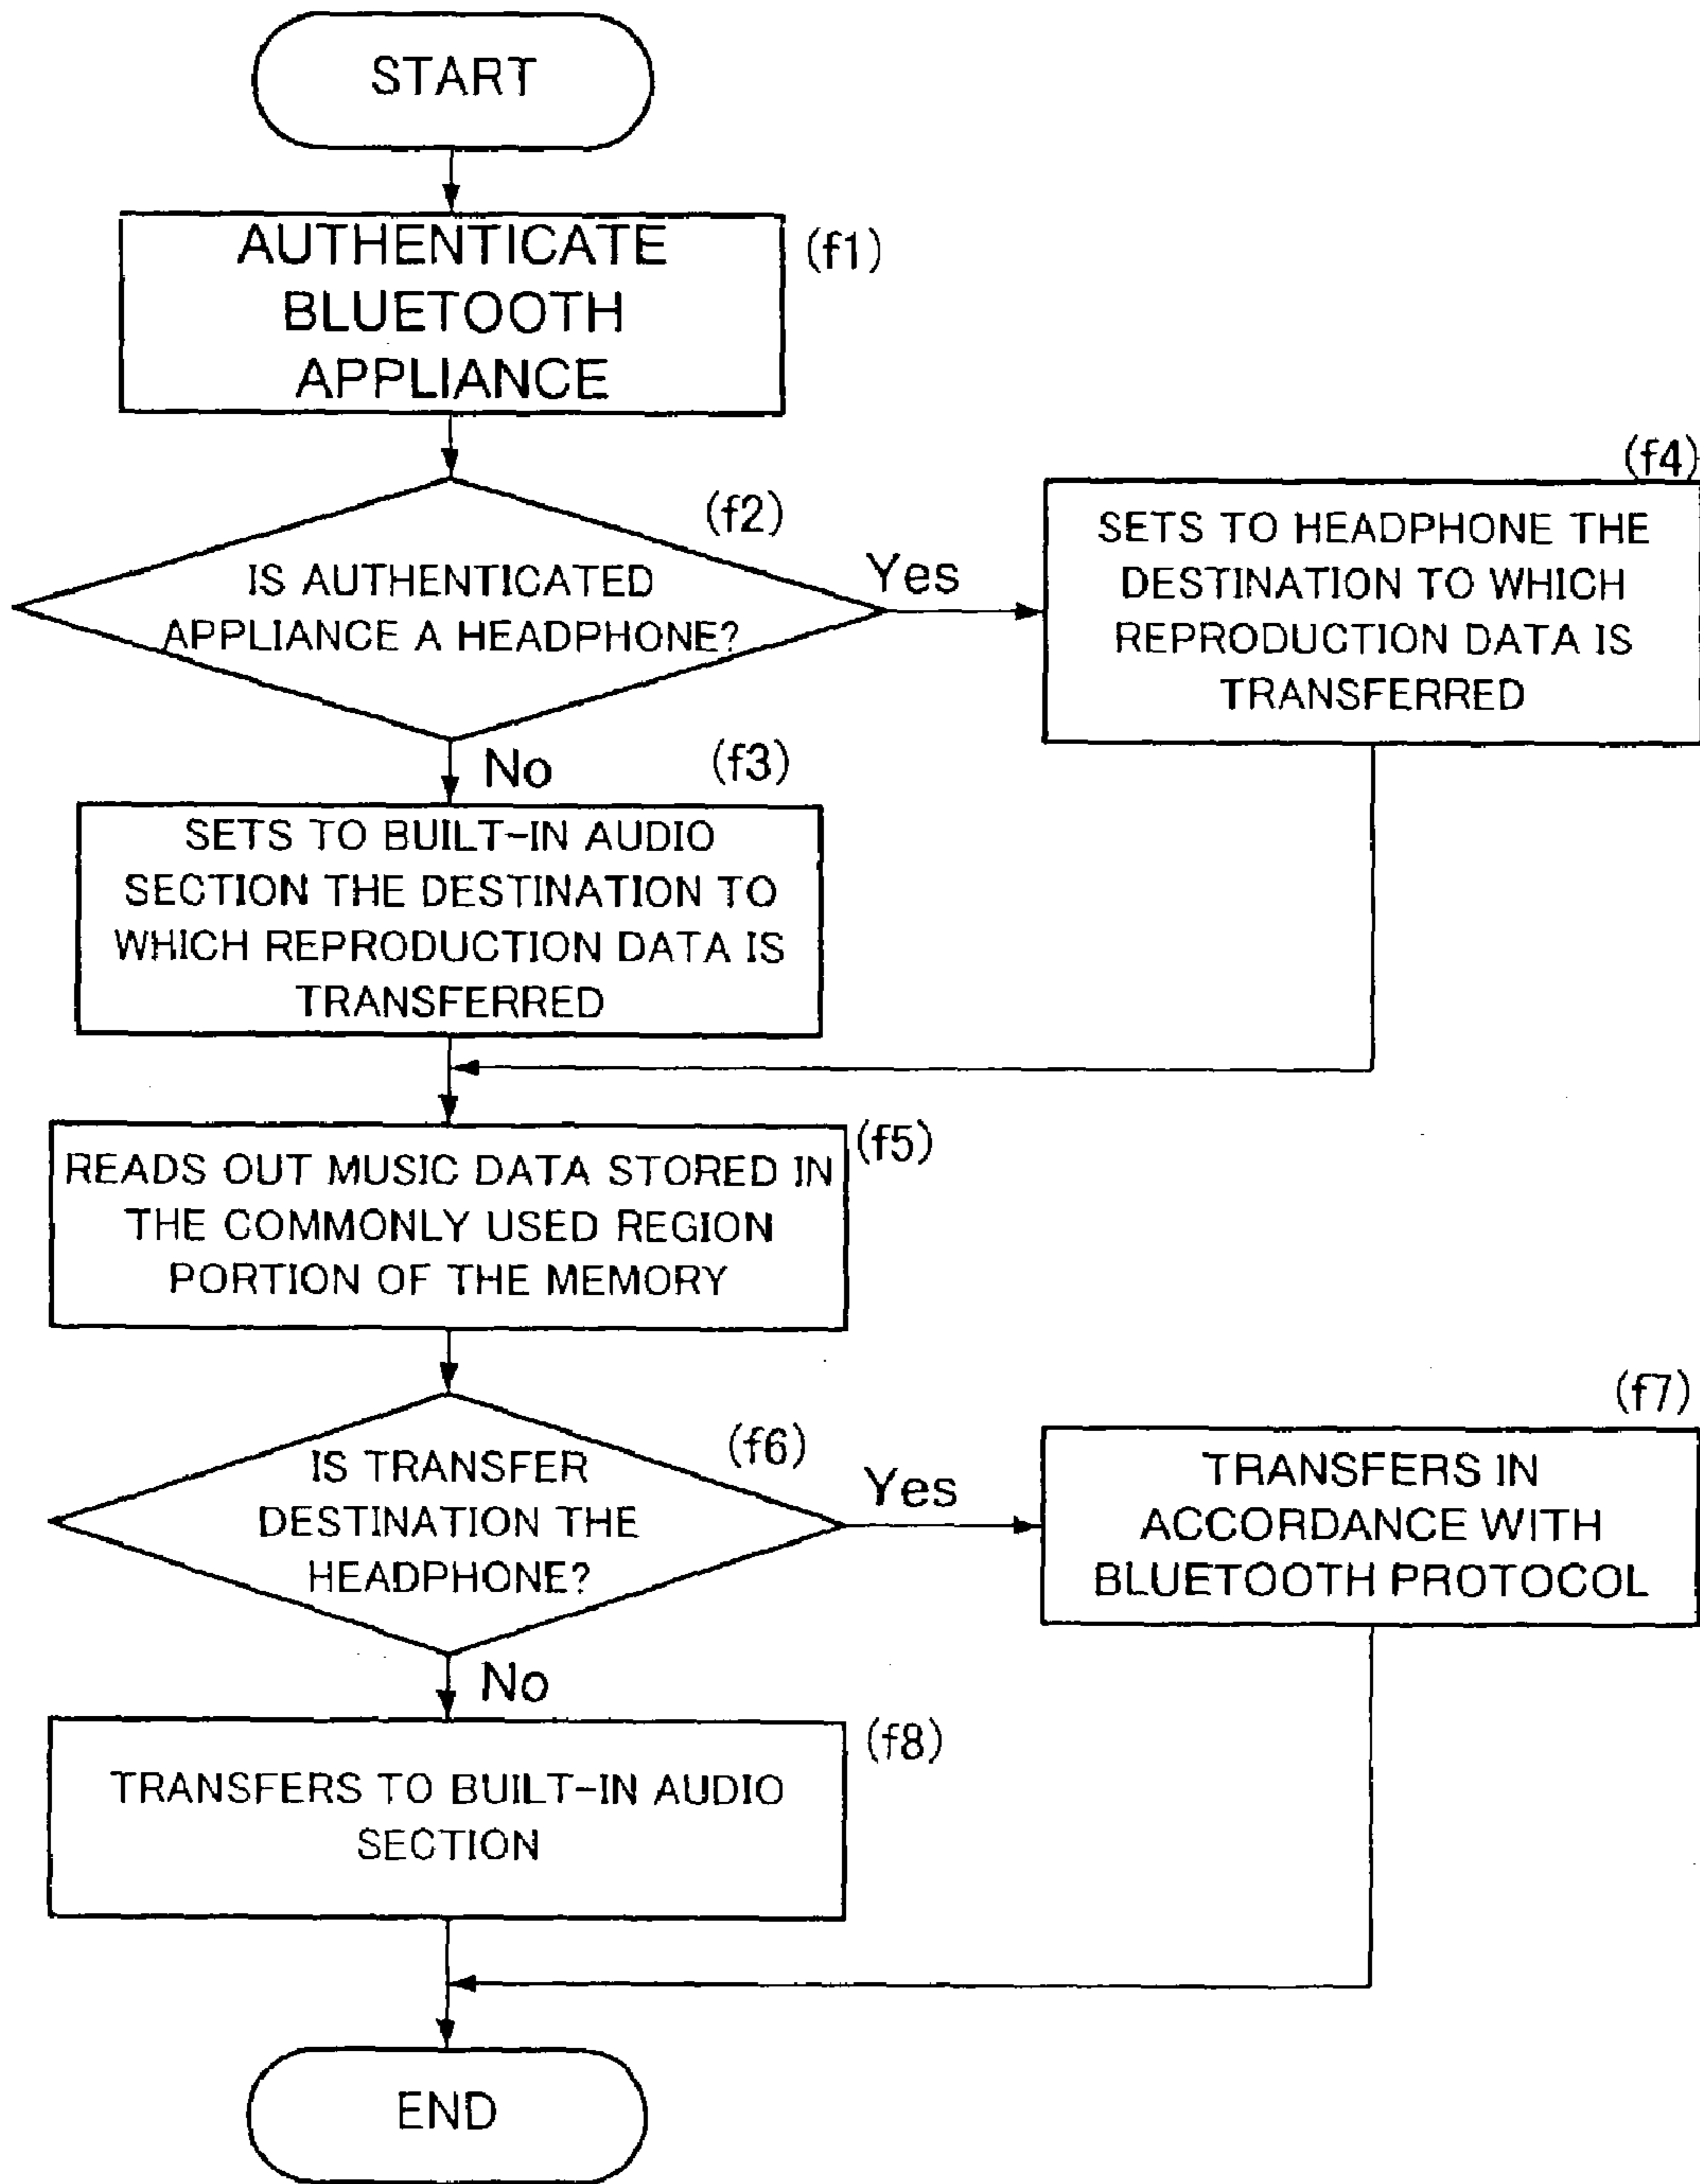 START
AUTHENTICATE
BLUETOOTH
APPLIANCE
(f1)
(f2)
IS AUTHENTICATED
APPLIANCE A HEADPHONE?
Yes
(f4)
SETS TO HEADPHONE THE
DESTINATION TO WHICH
REPRODUCTION DATA IS
TRANSFERRED
No
(f3)
SETS TO BUILT-IN AUDIO
SECTION THE DESTINATION TO
WHICH REPRODUCTION DATA IS
TRANSFERRED
(f5)
READS OUT MUSIC DATA STORED IN
THE COMMONLY USED REGION
PORTION OF THE MEMORY
(f6)
IS TRANSFER
DESTINATION THE
HEADPHONE?
Yes
(f7)
TRANSFERS IN
ACCORDANCE WITH
BLUETOOTH PROTOCOL
No
(f8)
TRANSFERS TO BUILT-IN AUDIO
SECTION
END